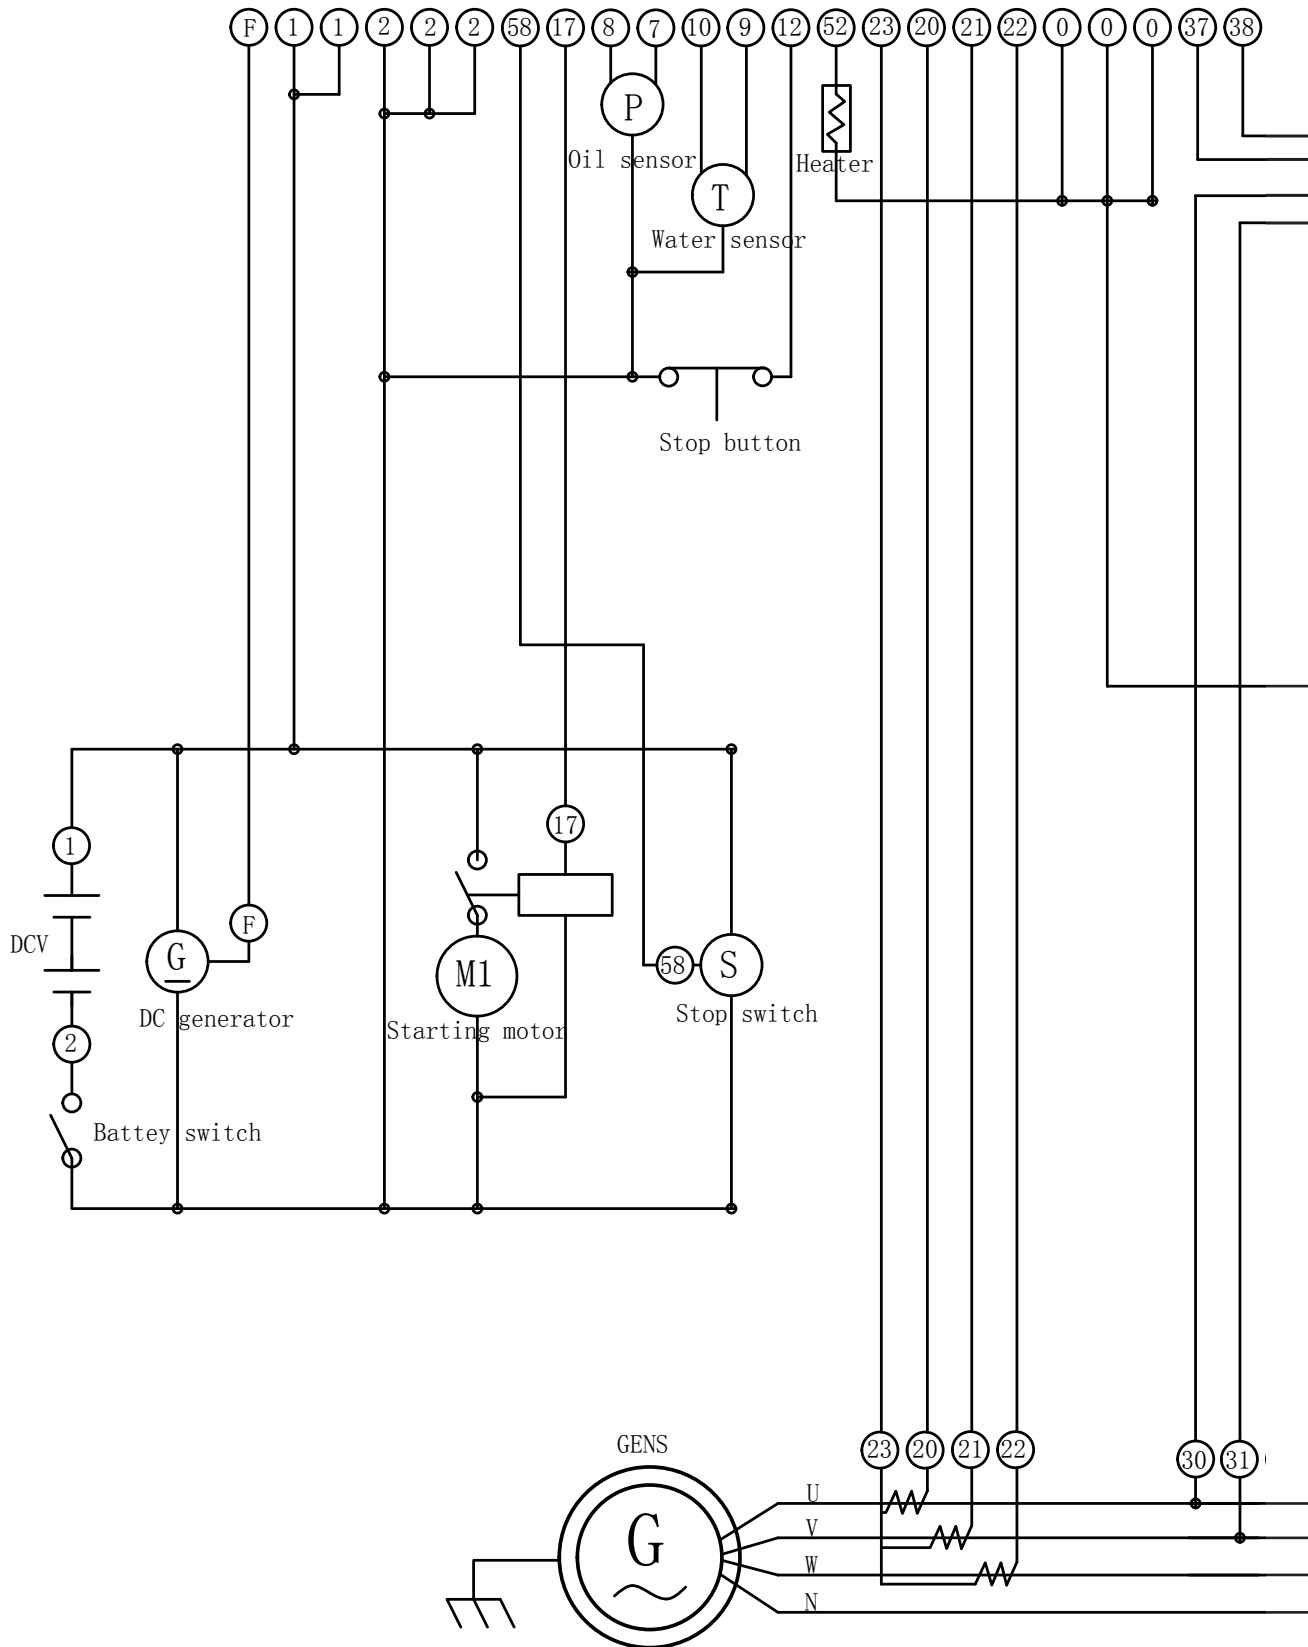 F 1 1 2 2 2 58 17 8 7 10 9 12 52 23 20 21 22 0 0 0 37 38
P
Oil sensor
Heater
T
Water sensor
Stop button
17
1
F
DCV
G
M1
58
S
DC generator
Starting motor
Stop switch
2
Battey switch
GENS
23 20 21 22
30 31
U
V
G
W
N